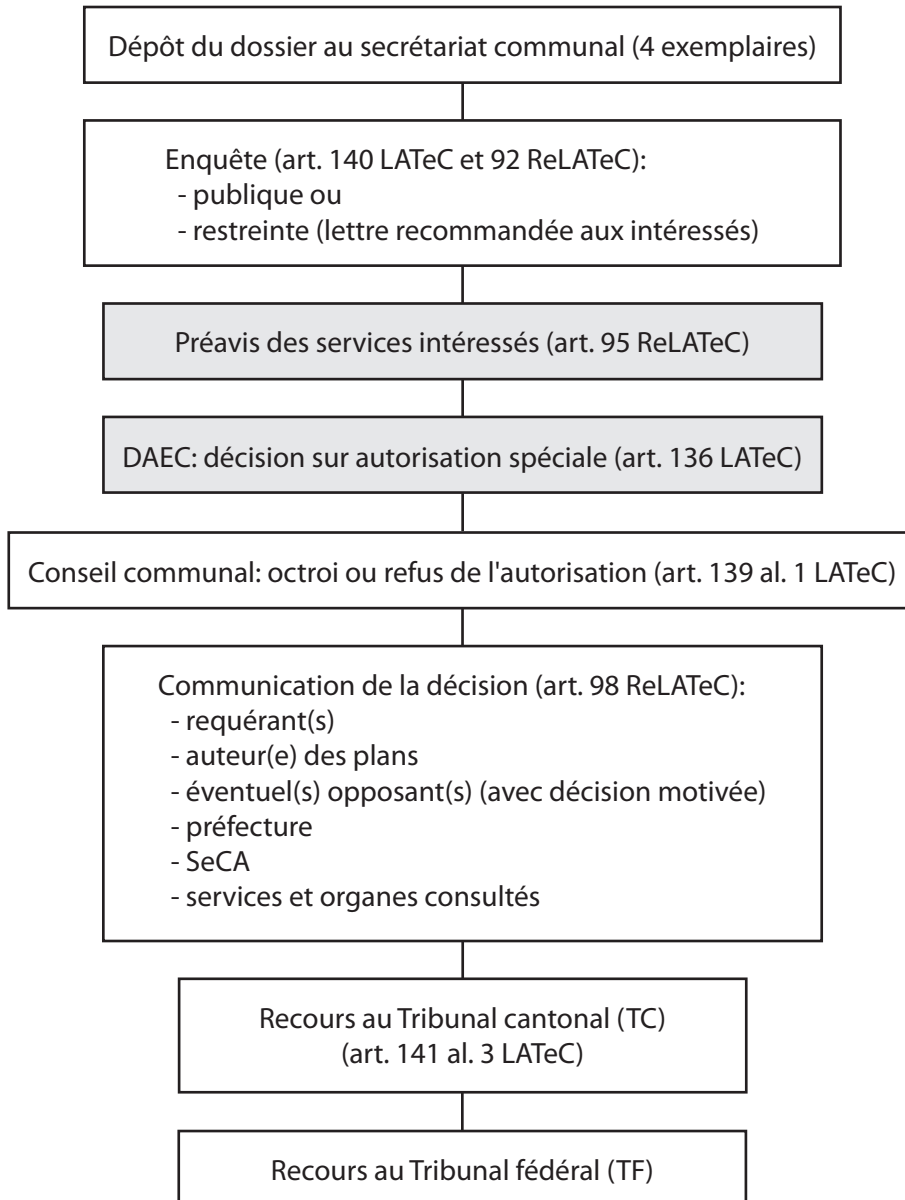 Dépôt du dossier au secrétariat communal (4 exemplaires)
Enquête (art. 140 LATeC et 92 ReLATeC):
- publique ou
- restreinte (lettre recommandée aux intéressés)
Préavis des services intéressés (art. 95 ReLATeC)
DAEC: décision sur autorisation spéciale (art. 136 LATeC)
Conseil communal: octroi ou refus de l'autorisation (art. 139 al. 1 LATeC)
Communication de la décision (art. 98 ReLATeC):
- requérant(s)
- auteur(e) des plans
- éventuel(s) opposant(s) (avec décision motivée)
- préfecture
- SeCA
- services et organes consultés
Recours au Tribunal cantonal (TC)
(art. 141 al. 3 LATeC)
Recours au Tribunal fédéral (TF)